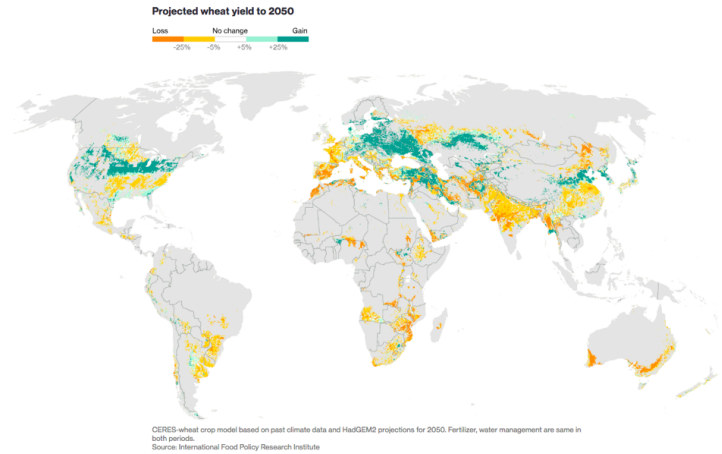 Projected wheat yield to 2050
Loss No change Gain
-25% -5% +5% +25%
CERES-wheat crop model based on past climate data and HadGEM2 projections for 2050. Fertilizer, water management are same in
both periods.
Source: International Food Policy Research Institute